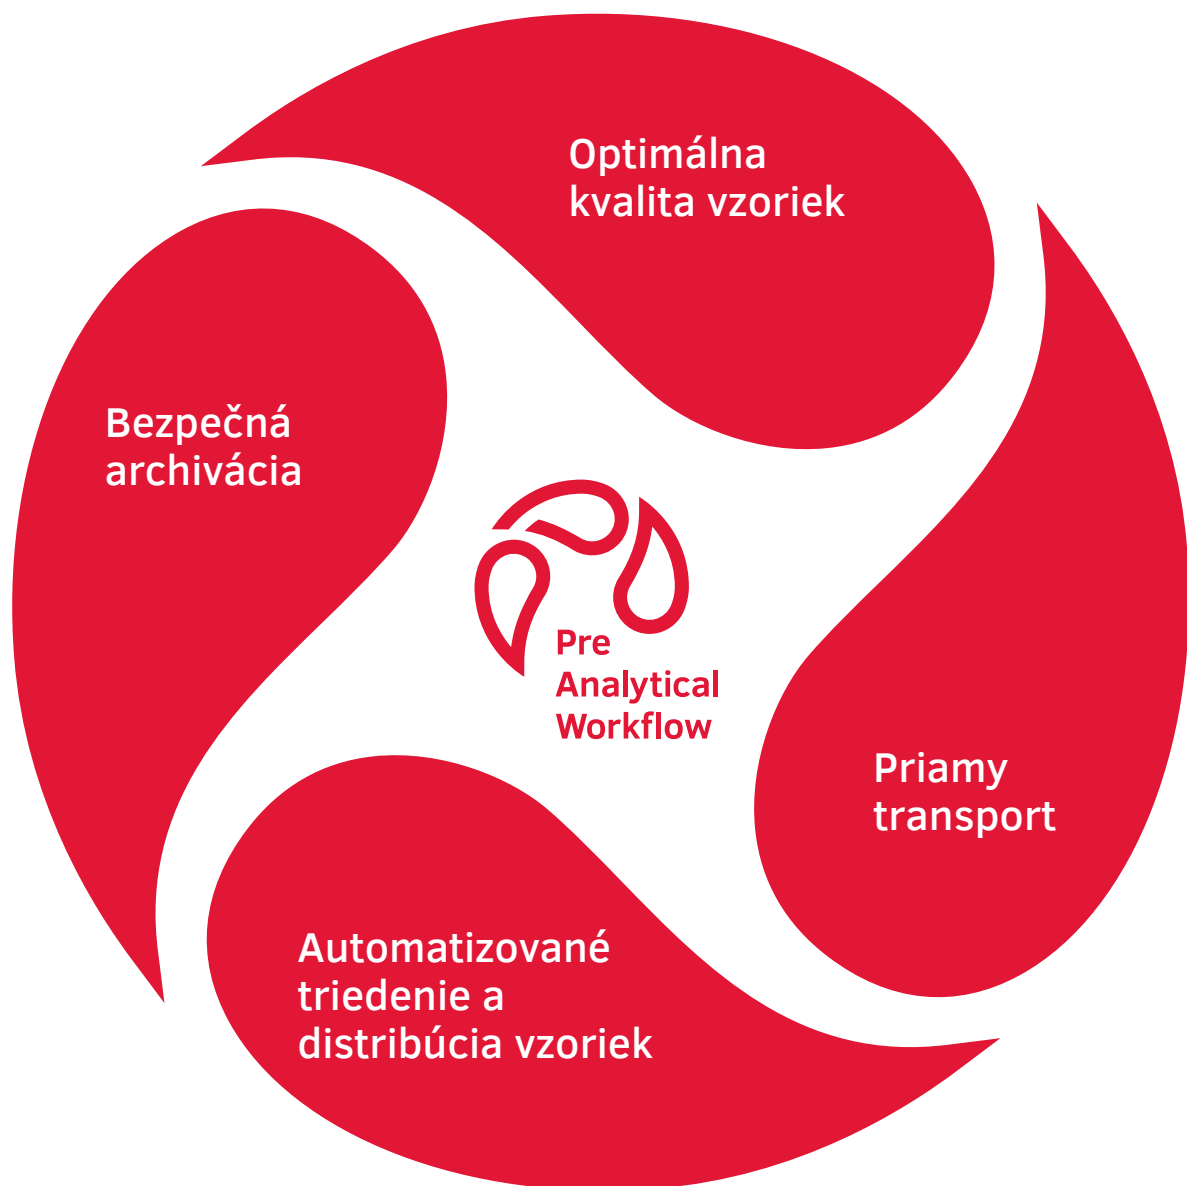 Optimálna
kvalita vzoriek
Bezpečná
archivácia
Pre
Analytical
Workflow
Priamy
transport
Automatizované
triedenie a
distribúcia vzoriek